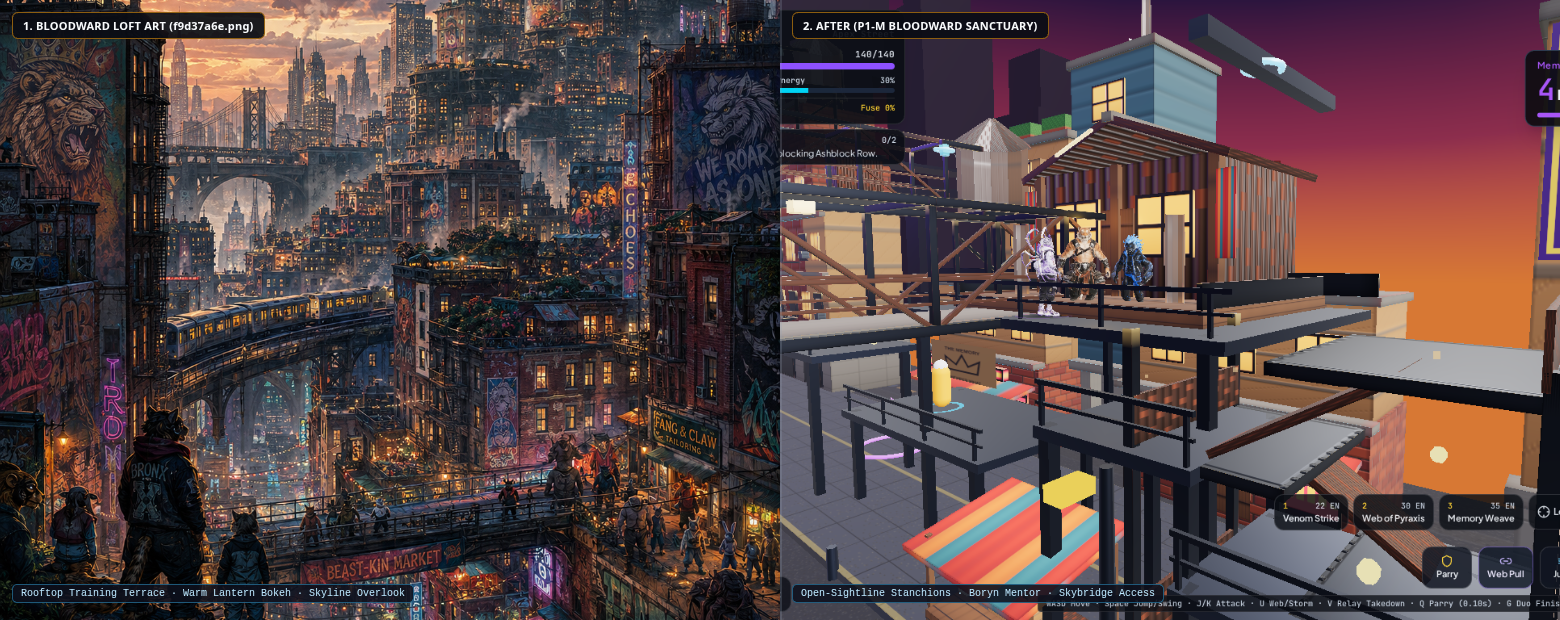 1. BLOODWARD LOFT ART (f9d37a6e.png)
WE ROAR
AS ONE
ECHOES
BRONX
FANG & CLAW
TAILORING
BEAST-KIN MARKET
Rooftop Training Terrace · Warm Lantern Bokeh · Skyline Overlook
2. AFTER (P1-M BLOODWARD SANCTUARY)
140/140
nergy 30%
Fuse 0%
0/2
locking Ashblock Row.
Mem
4
THE MEMORY
1 22 EN
Venom Strike
2 30 EN
Web of Pyraxis
3 35 EN
Memory Weave
Parry
Web Pull
Open-Sightline Stanchions · Boryn Mentor · Skybridge Access
WASD Move · Space Jump/Swing · J/K Attack · U Web/Storm · V Relay Takedown · Q Parry (0.10s) · G Duo Finis